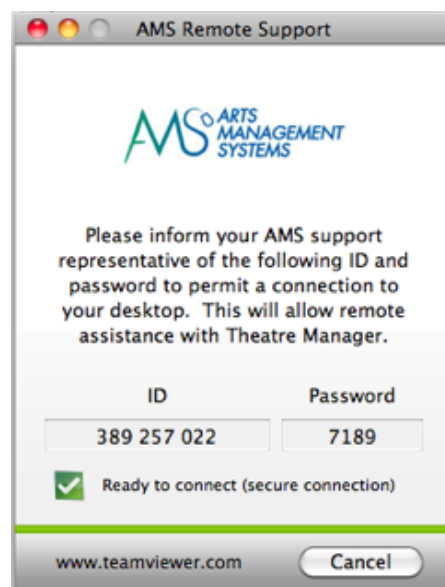 AMS Remote Support
AMS ARTS
MANAGEMENT
SYSTEMS
Please inform your AMS support
representative of the following ID and
password to permit a connection to
your desktop.  This will allow remote
assistance with Theatre Manager.
ID Password
389 257 022 7189
Ready to connect (secure connection)
www.teamviewer.com Cancel